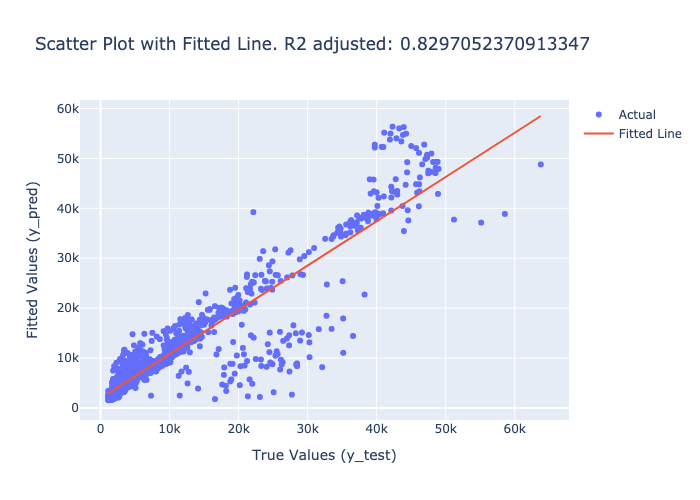 Scatter Plot with Fitted Line. R2 adjusted: 0.8297052370913347
Actual
Fitted Line
Fitted Values (y_pred)
60k
50k
40k
30k
20k
10k
0
0 10k 20k 30k 40k 50k 60k
True Values (y_test)